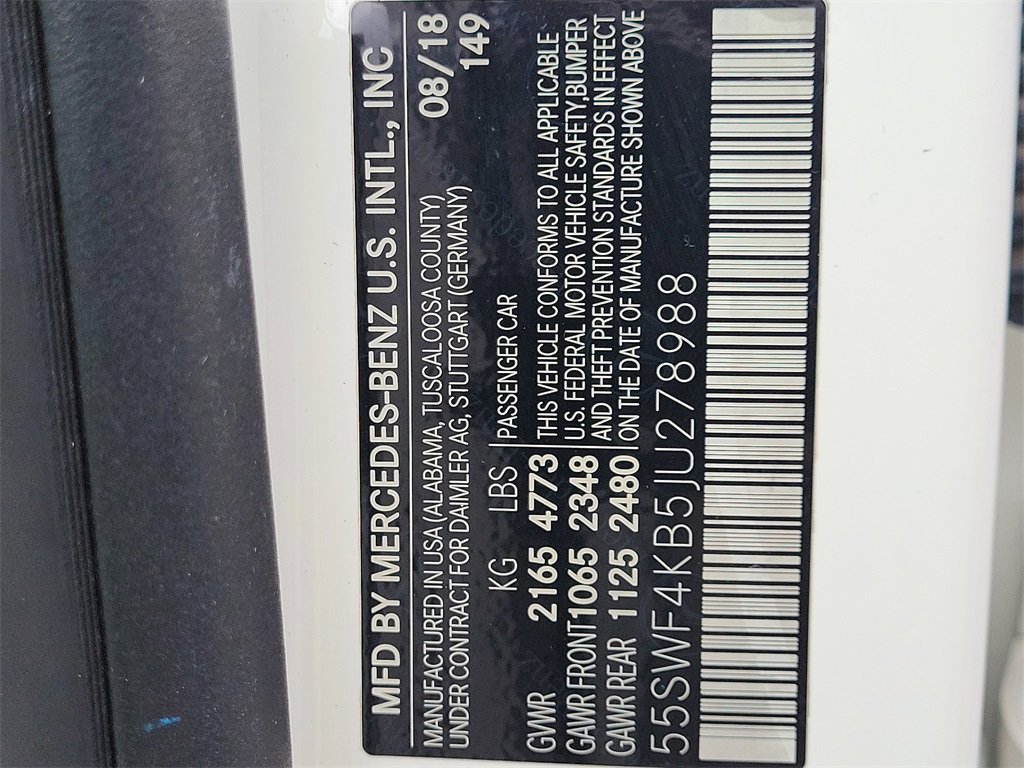 MFD BY MERCEDES-BENZ U.S. INTL., INC
MANUFACTURED IN USA (ALABAMA, TUSCALOOSA COUNTY) 08/18
UNDER CONTRACT FOR DAIMLER AG, STUTTGART (GERMANY) 149
KG LBS PASSENGER CAR
GVWR 2165 4773 THIS VEHICLE CONFORMS TO ALL APPLICABLE
GAWR FRONT 1065 2348 U.S. FEDERAL MOTOR VEHICLE SAFETY,BUMPER
GAWR REAR 1125 2480 AND THEFT PREVENTION STANDARDS IN EFFECT
ON THE DATE OF MANUFACTURE SHOWN ABOVE
55SWF4KB5JU278988